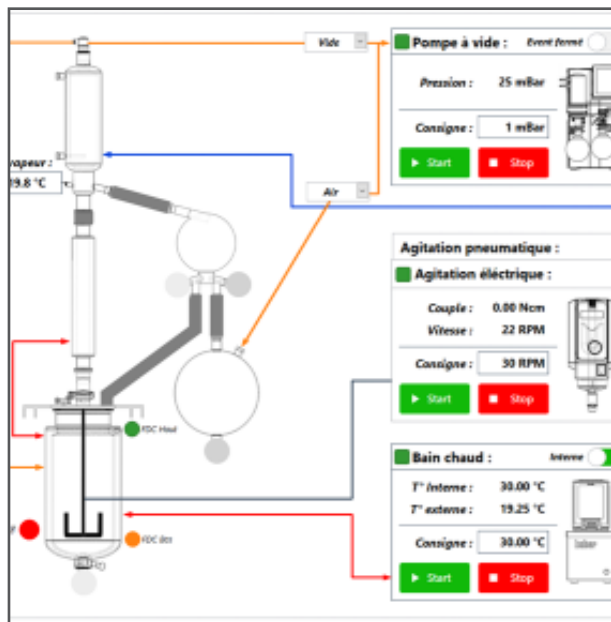 Vide
Pompe à vide : Event fermé
Pression : 25 mBar
Consigne : 1 mBar
Start Stop
apeur :
19.8 °C
Air
Agitation pneumatique :
Agitation éléctrique :
Couple : 0.00 Ncm
Vitesse : 22 RPM
Consigne : 30 RPM
Start Stop
FDC Haut
Bain chaud : Interne
T° Interne : 30.00 °C
T° externe : 19.25 °C
FDC Bas
Consigne : 30.00 °C
Start Stop